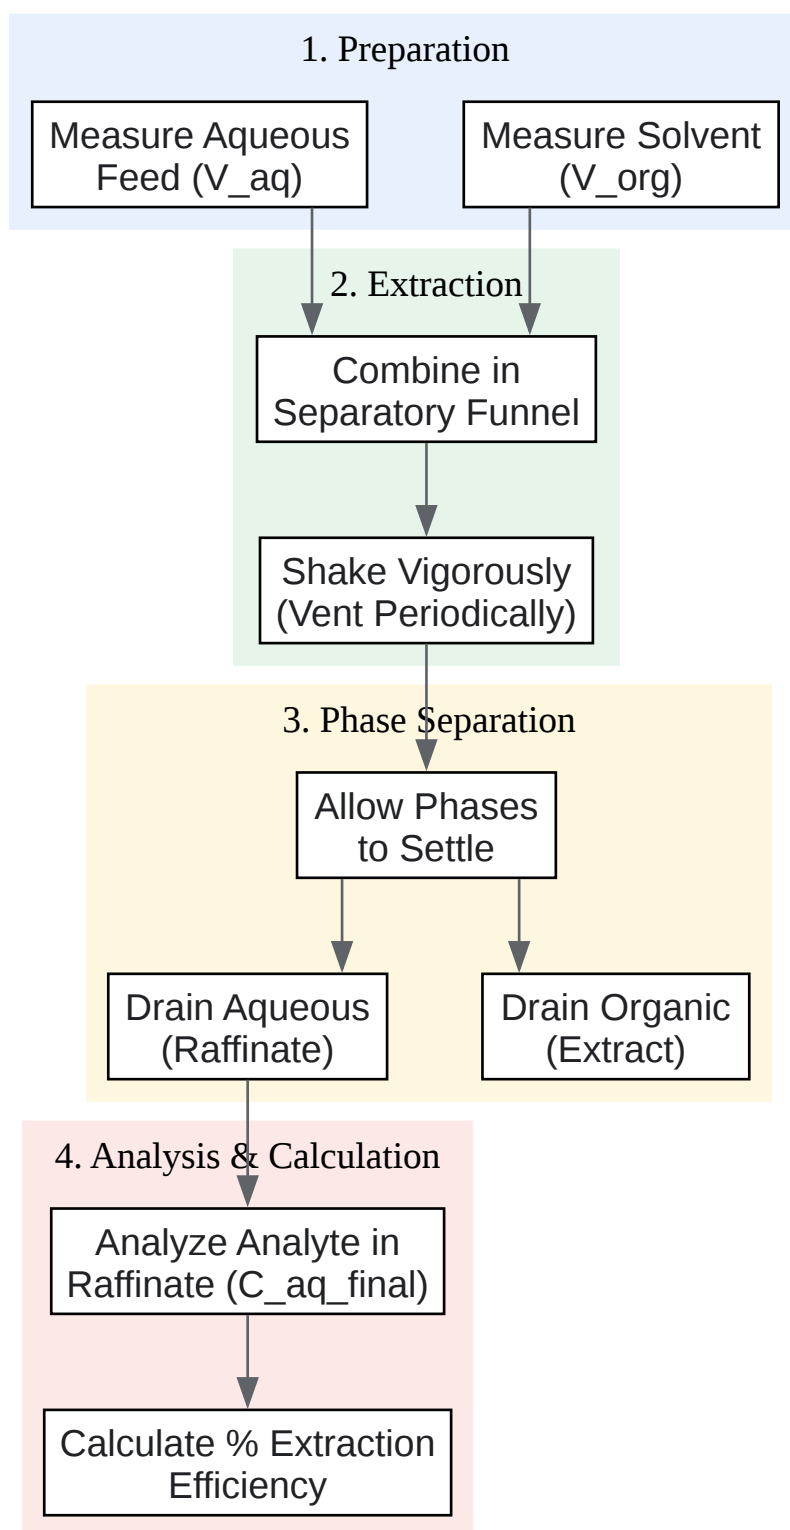 1. Preparation
Measure Aqueous
Feed (V_aq)
Measure Solvent
(V_org)
2. Extraction
Combine in
Separatory Funnel
Shake Vigorously
(Vent Periodically)
3. Phase Separation
Allow Phases
to Settle
Drain Aqueous
(Raffinate)
Drain Organic
(Extract)
4. Analysis & Calculation
Analyze Analyte in
Raffinate (C_aq_final)
Calculate % Extraction
Efficiency